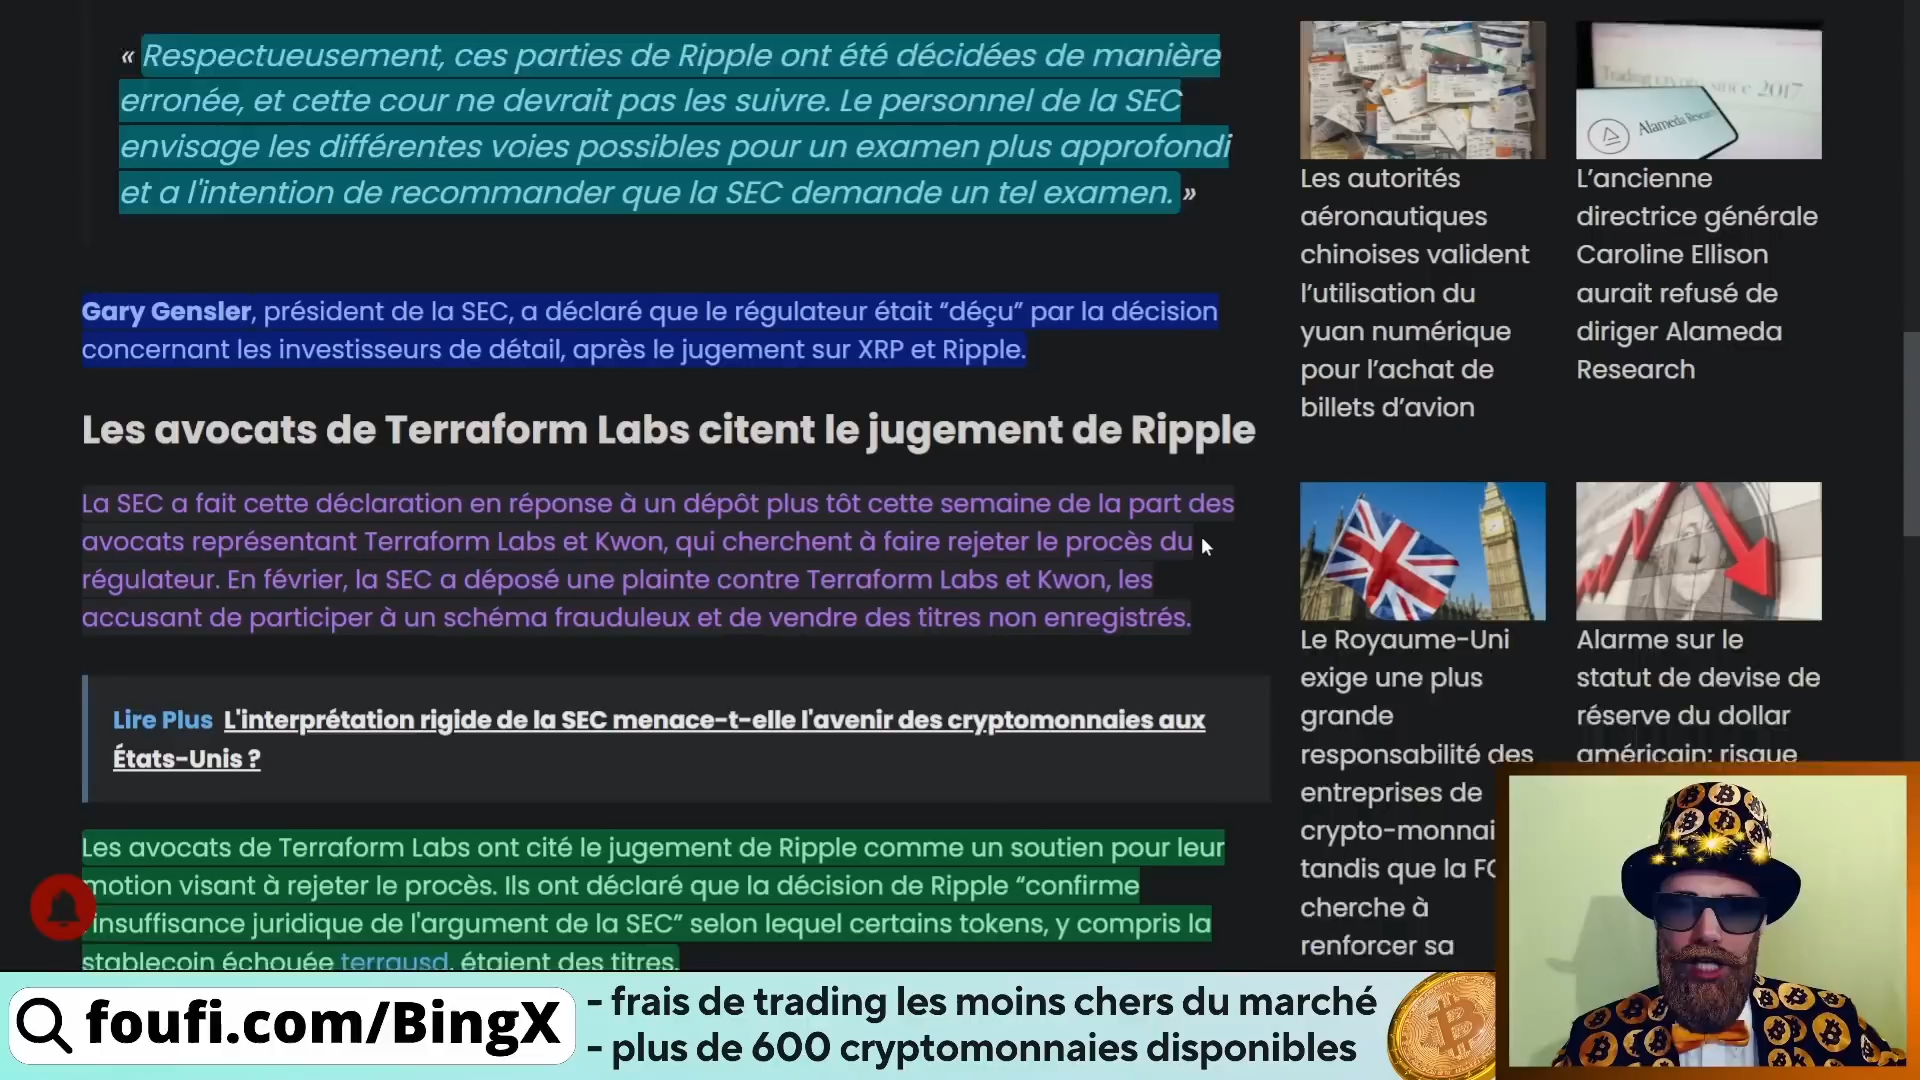 « Respectueusement, ces parties de Ripple ont été décidées de manière
erronée, et cette cour ne devrait pas les suivre. Le personnel de la SEC
envisage les différentes voies possibles pour un examen plus approfondi
et a l'intention de recommander que la SEC demande un tel examen. »
Gary Gensler, président de la SEC, a déclaré que le régulateur était “déçu” par la décision
concernant les investisseurs de détail, après le jugement sur XRP et Ripple.
Les avocats de Terraform Labs citent le jugement de Ripple
La SEC a fait cette déclaration en réponse à un dépôt plus tôt cette semaine de la part des
avocats représentant Terraform Labs et Kwon, qui cherchent à faire rejeter le procès du
régulateur. En février, la SEC a déposé une plainte contre Terraform Labs et Kwon, les
accusant de participer à un schéma frauduleux et de vendre des titres non enregistrés.
Lire Plus L'interprétation rigide de la SEC menace-t-elle l'avenir des cryptomonnaies aux
États-Unis ?
Les avocats de Terraform Labs ont cité le jugement de Ripple comme un soutien pour leur
motion visant à rejeter le procès. Ils ont déclaré que la décision de Ripple “confirme
l'insuffisance juridique de l'argument de la SEC” selon lequel certains tokens, y compris la
stablecoin échouée terrausd, étaient des titres.
Trading crypto since 2017
Alameda Research
Les autorités
aéronautiques
chinoises valident
l’utilisation du
yuan numérique
pour l’achat de
billets d’avion
L’ancienne
directrice générale
Caroline Ellison
aurait refusé de
diriger Alameda
Research
Le Royaume-Uni
exige une plus
grande
responsabilité des
entreprises de
crypto-monnai
tandis que la FC
cherche à
renforcer sa
Alarme sur le
statut de devise de
réserve du dollar
américain: risque
foufi.com/BingX
- frais de trading les moins chers du marché
- plus de 600 cryptomonnaies disponibles